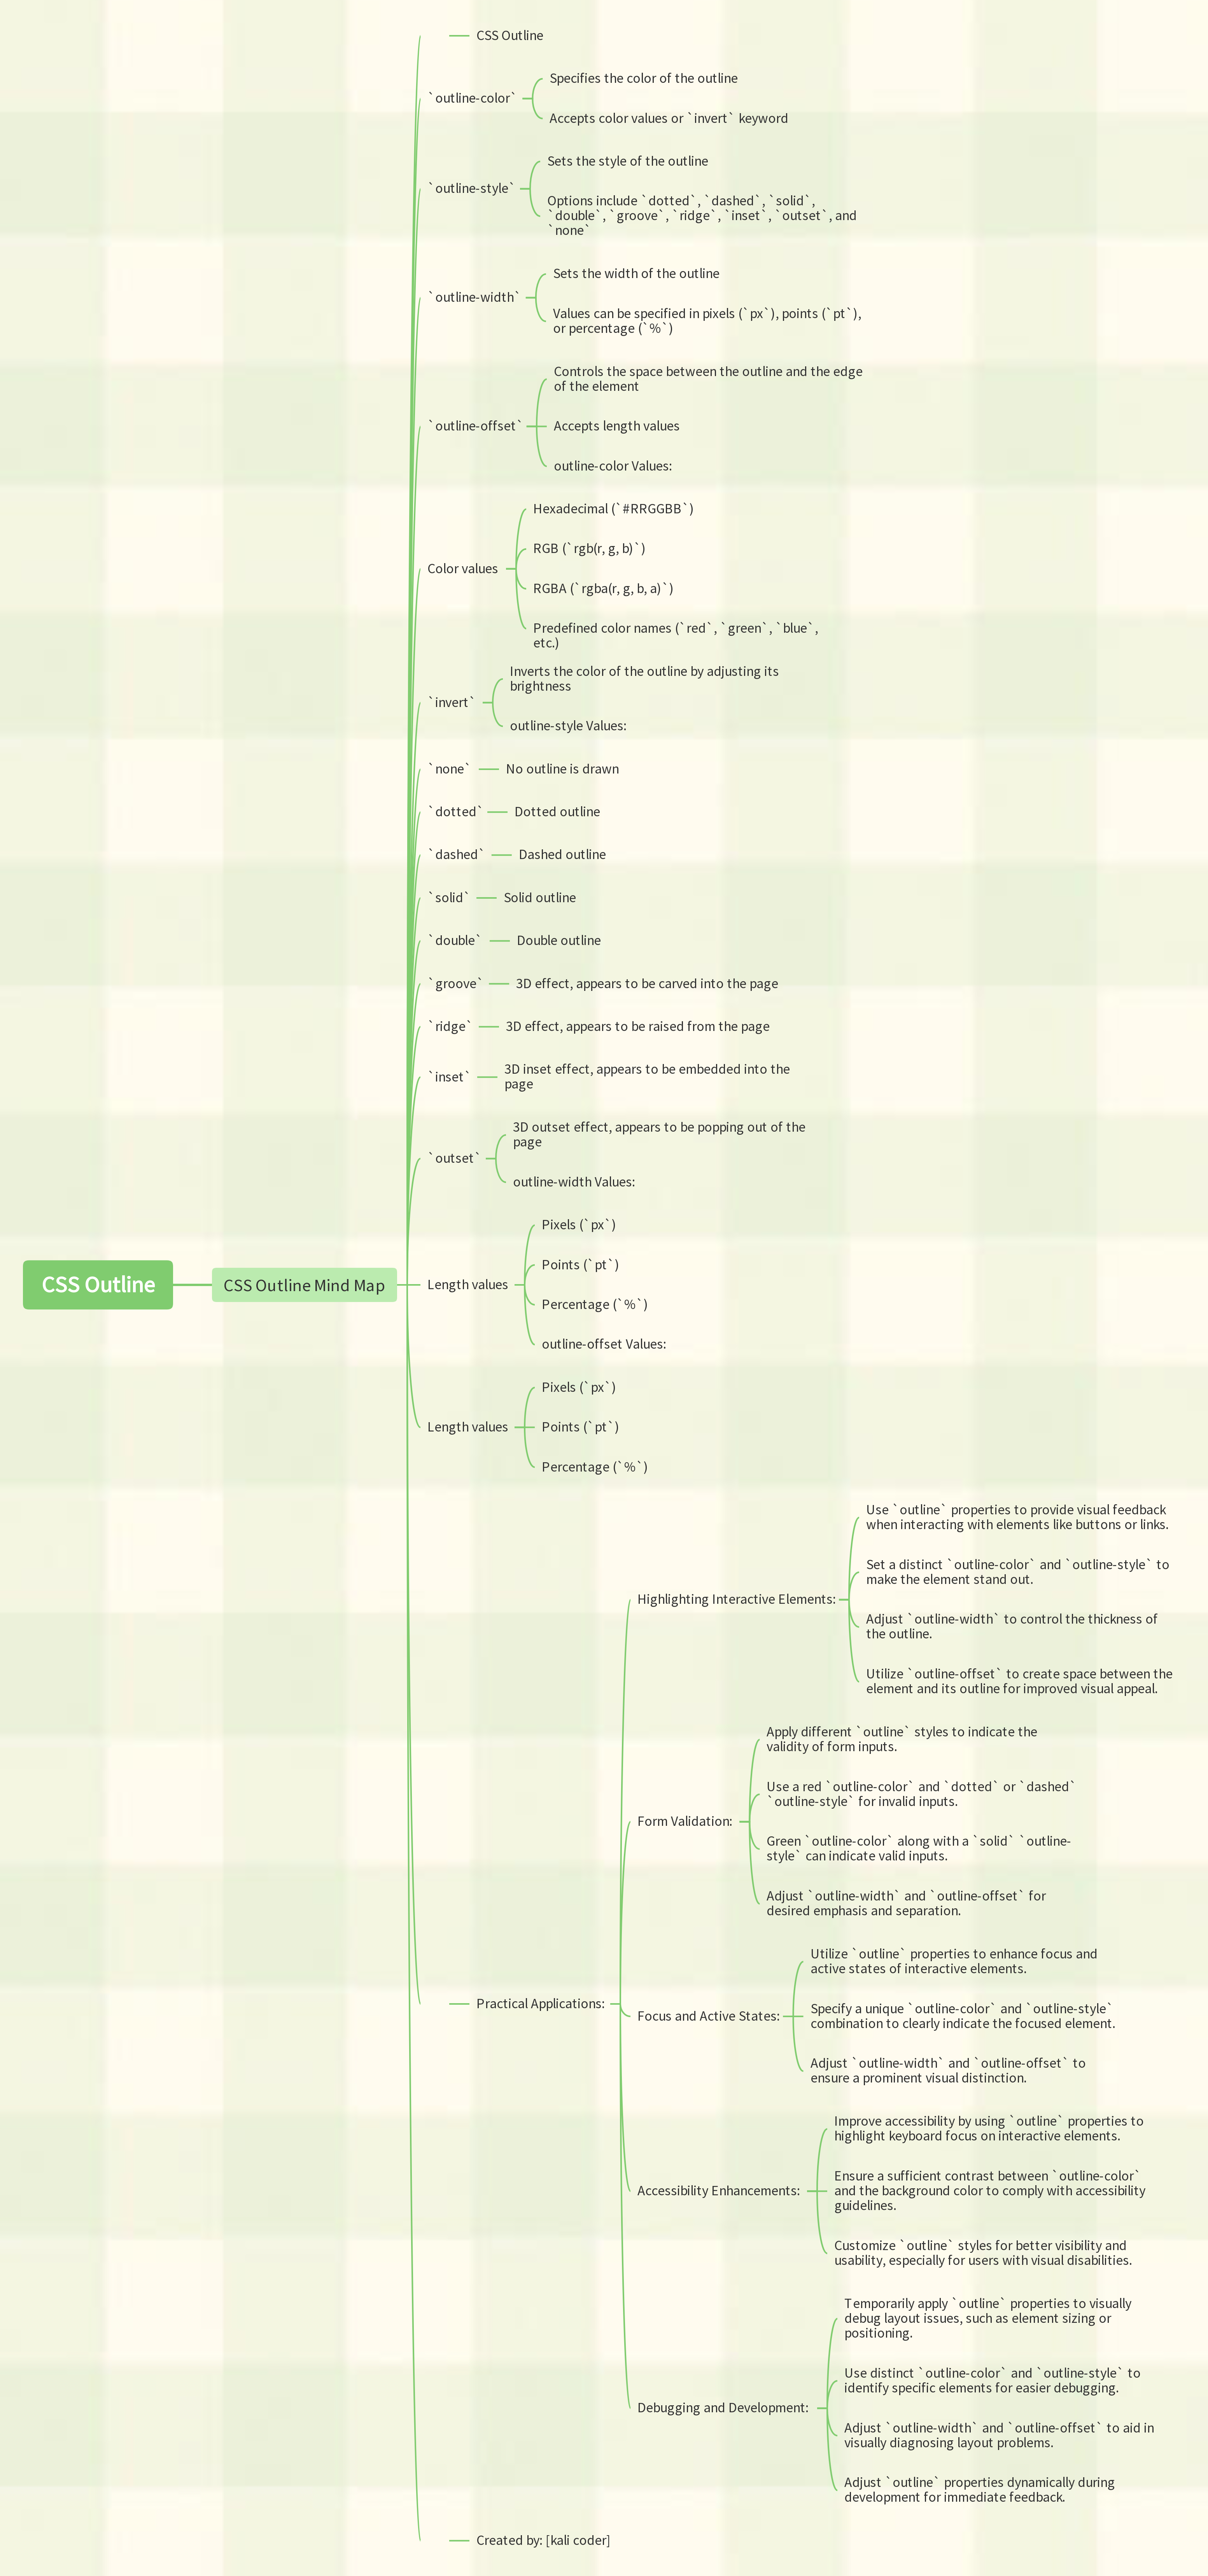 CSS Outline
CSS Outline Mind Map
CSS Outline
`outline-color`
Specifies the color of the outline
Accepts color values or `invert` keyword
`outline-style`
Sets the style of the outline
Options include `dotted`, `dashed`, `solid`,
`double`, `groove`, `ridge`, `inset`, `outset`, and
`none`
`outline-width`
Sets the width of the outline
Values can be specified in pixels (`px`), points (`pt`),
or percentage (`%`)
`outline-offset`
Controls the space between the outline and the edge
of the element
Accepts length values
outline-color Values:
Color values
Hexadecimal (`#RRGGBB`)
RGB (`rgb(r, g, b)`)
RGBA (`rgba(r, g, b, a)`)
Predefined color names (`red`, `green`, `blue`,
etc.)
`invert`
Inverts the color of the outline by adjusting its
brightness
outline-style Values:
`none`
No outline is drawn
`dotted`
Dotted outline
`dashed`
Dashed outline
`solid`
Solid outline
`double`
Double outline
`groove`
3D effect, appears to be carved into the page
`ridge`
3D effect, appears to be raised from the page
`inset`
3D inset effect, appears to be embedded into the
page
`outset`
3D outset effect, appears to be popping out of the
page
outline-width Values:
Length values
Pixels (`px`)
Points (`pt`)
Percentage (`%`)
outline-offset Values:
Length values
Pixels (`px`)
Points (`pt`)
Percentage (`%`)
Practical Applications:
Highlighting Interactive Elements:
Use `outline` properties to provide visual feedback
when interacting with elements like buttons or links.
Set a distinct `outline-color` and `outline-style` to
make the element stand out.
Adjust `outline-width` to control the thickness of
the outline.
Utilize `outline-offset` to create space between the
element and its outline for improved visual appeal.
Form Validation:
Apply different `outline` styles to indicate the
validity of form inputs.
Use a red `outline-color` and `dotted` or `dashed`
`outline-style` for invalid inputs.
Green `outline-color` along with a `solid` `outline-
style` can indicate valid inputs.
Adjust `outline-width` and `outline-offset` for
desired emphasis and separation.
Focus and Active States:
Utilize `outline` properties to enhance focus and
active states of interactive elements.
Specify a unique `outline-color` and `outline-style`
combination to clearly indicate the focused element.
Adjust `outline-width` and `outline-offset` to
ensure a prominent visual distinction.
Accessibility Enhancements:
Improve accessibility by using `outline` properties to
highlight keyboard focus on interactive elements.
Ensure a sufficient contrast between `outline-color`
and the background color to comply with accessibility
guidelines.
Customize `outline` styles for better visibility and
usability, especially for users with visual disabilities.
Debugging and Development:
Temporarily apply `outline` properties to visually
debug layout issues, such as element sizing or
positioning.
Use distinct `outline-color` and `outline-style` to
identify specific elements for easier debugging.
Adjust `outline-width` and `outline-offset` to aid in
visually diagnosing layout problems.
Adjust `outline` properties dynamically during
development for immediate feedback.
Created by: [kali coder]